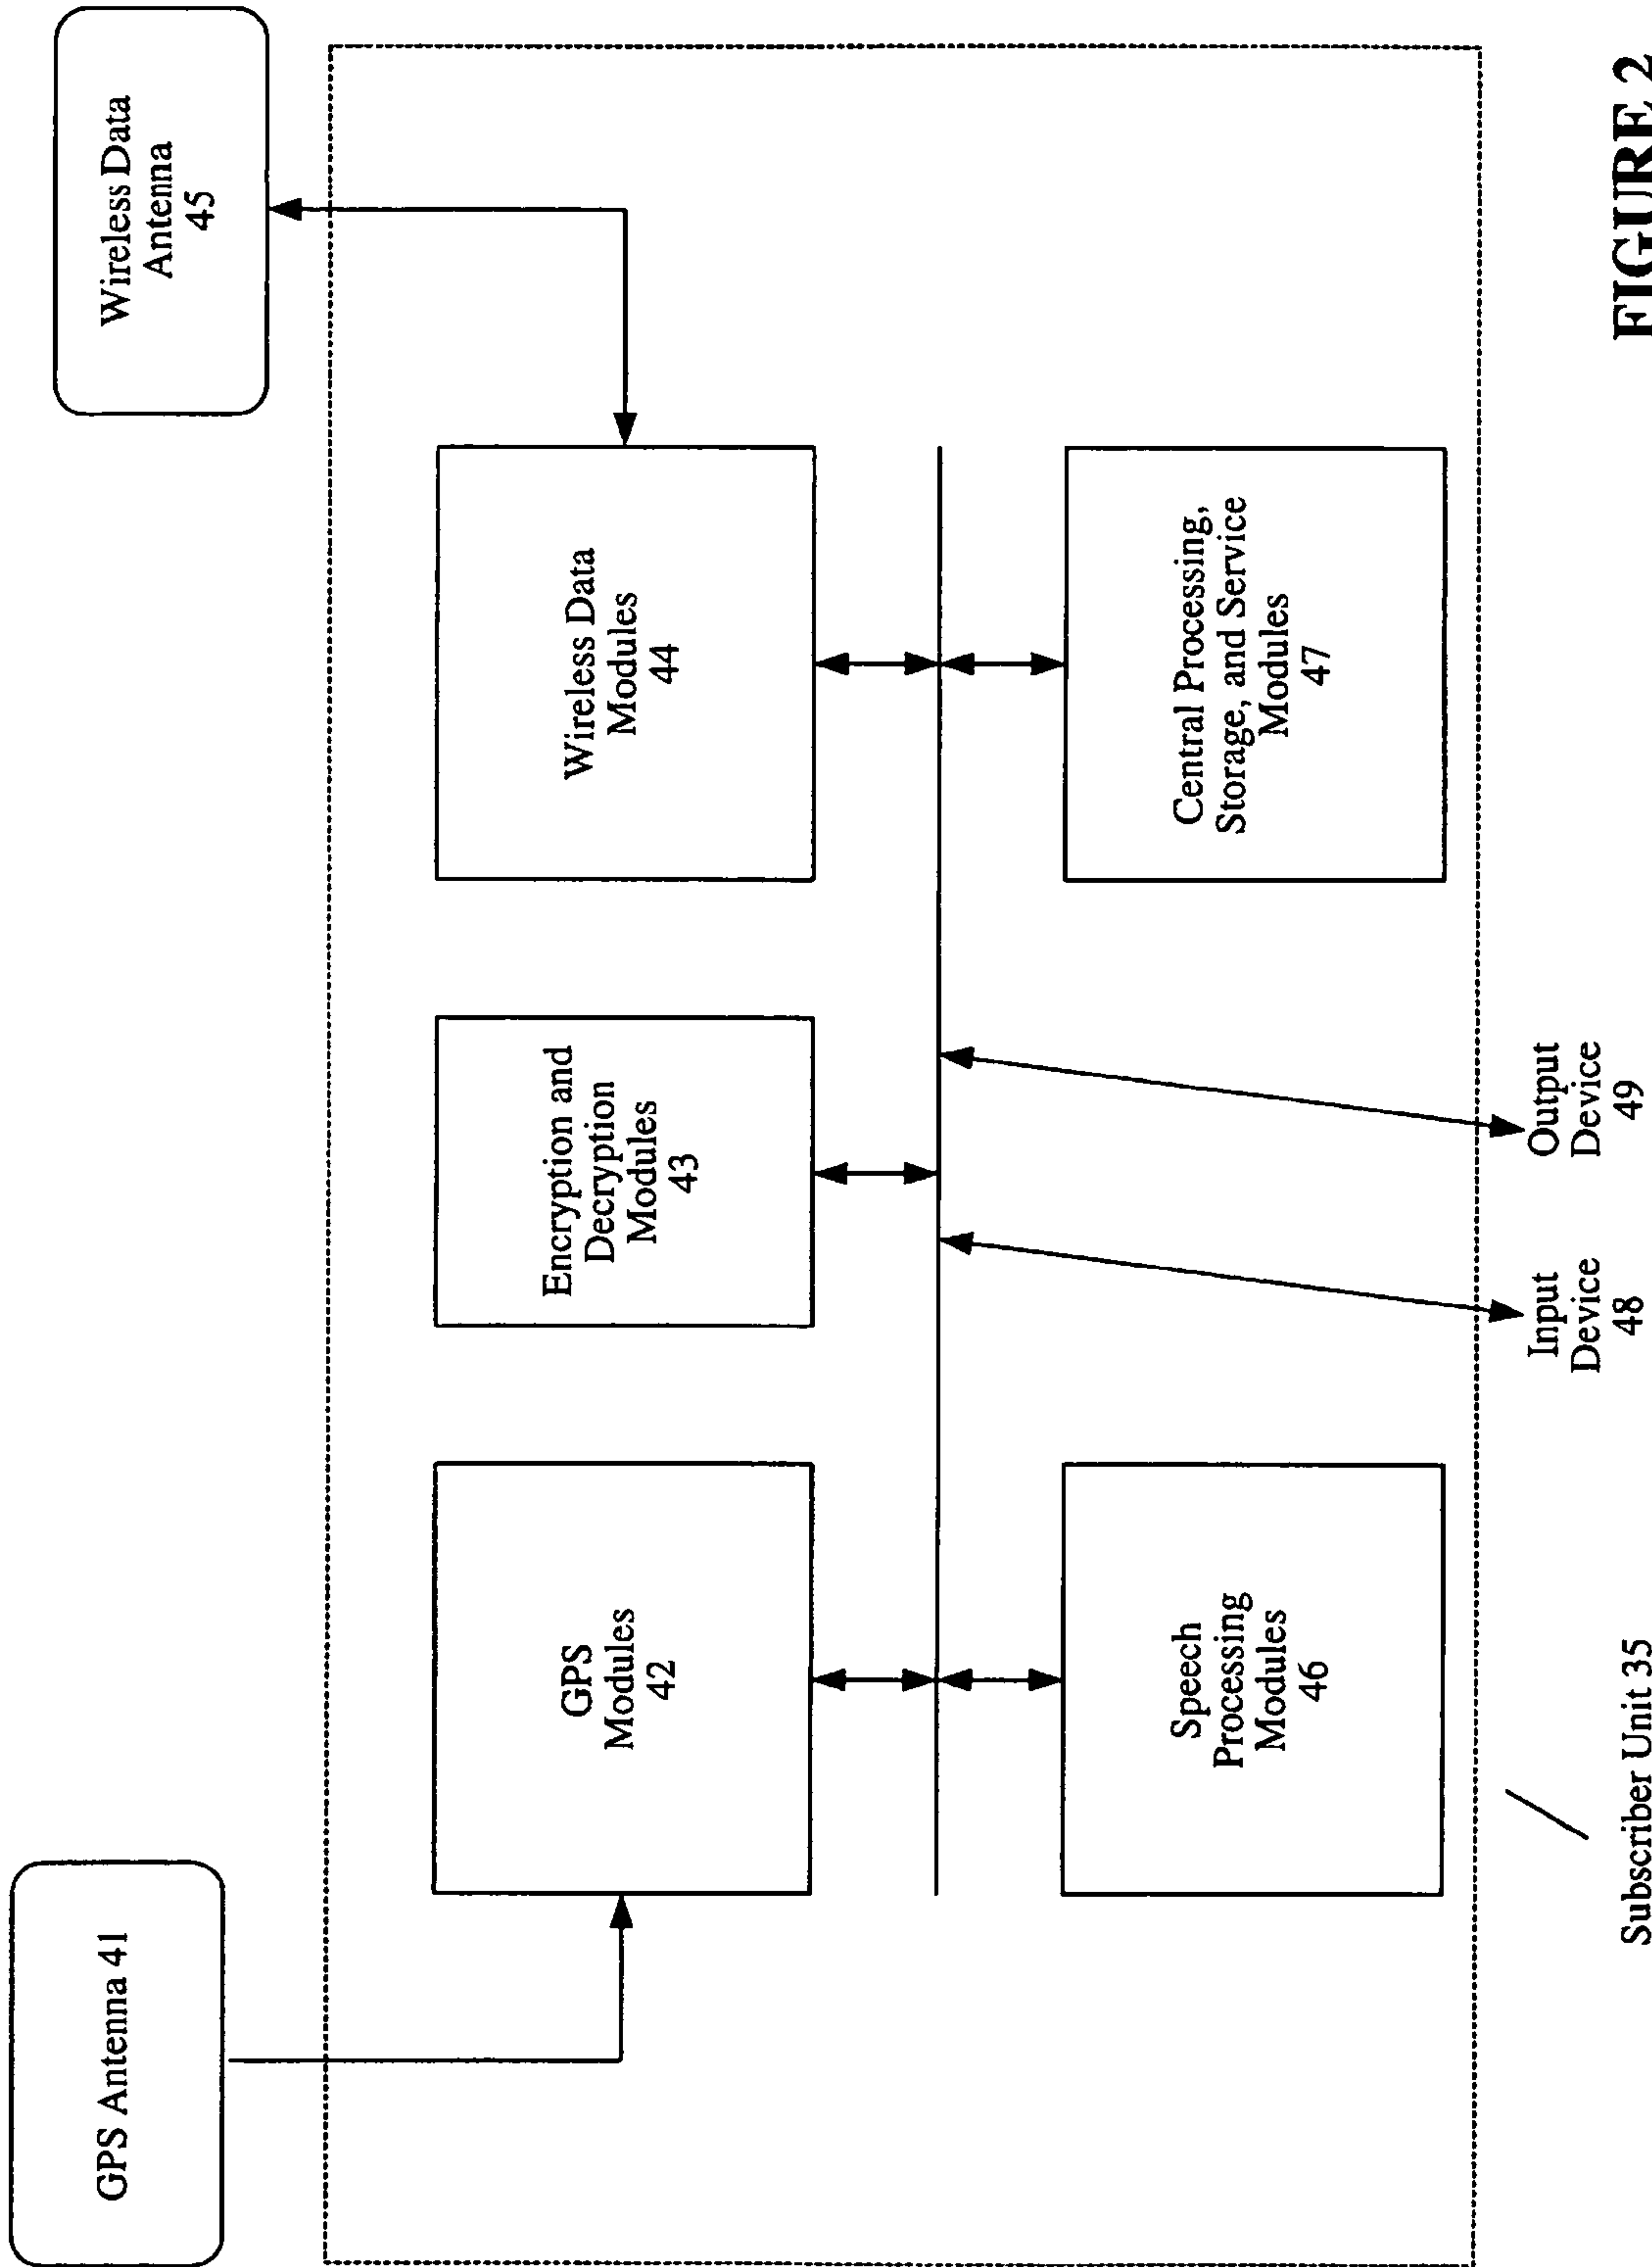 GPS Antenna 41
Wireless Data
Antenna
45
GPS
Modules
42
Encryption and
Decryption
Modules
43
Wireless Data
Modules
44
Speech
Processing
Modules
46
Central Processing,
Storage, and Service
Modules
47
Input
Device
48
Output
Device
49
Subscriber Unit 35
FIGURE 2